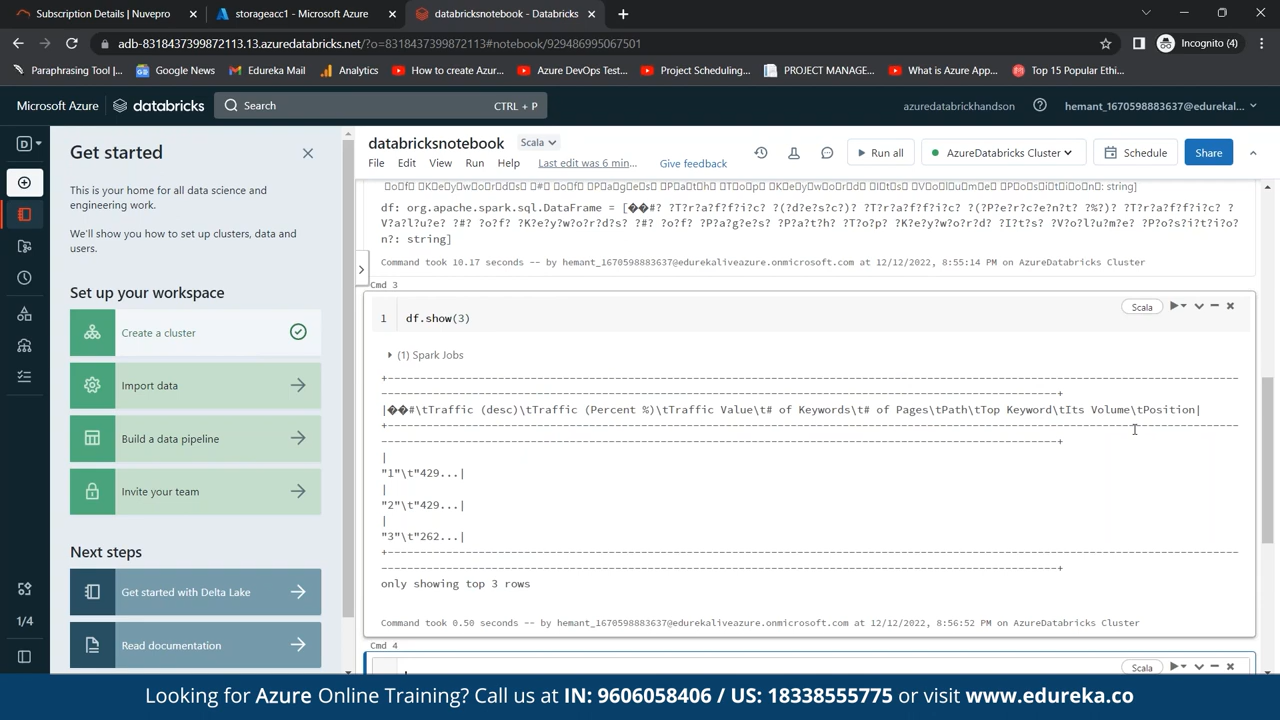 Subscription Details | Nuvepro
storageacc1 - Microsoft Azure
databricksnotebook - Databricks
adb-8318437399872113.13.azuredatabricks.net/?o=8318437399872113#notebook/929486995067501
Incognito (4)
Paraphrasing Tool |...
Google News
Edureka Mail
Analytics
How to create Azur...
Azure DevOps Test...
Project Scheduling...
PROJECT MANAGE...
What is Azure App...
Top 15 Popular Ethi...
Microsoft Azure
databricks
Search
CTRL + P
azuredatabrickhandson
hemant_1670598883637@edurekal...
D
Get started
This is your home for all data science and
engineering work.
We'll show you how to set up clusters, data and
users.
Set up your workspace
Create a cluster
Import data
Build a data pipeline
Invite your team
Next steps
Get started with Delta Lake
Read documentation
1/4
databricksnotebook
Scala
File
Edit
View
Run
Help
Last edit was 6 min...
Give feedback
Run all
AzureDatabricks Cluster
Schedule
Share
□o□f □K□e□y□w□o□r□d□s □# □o□f □P□a□g□e□s □P□a□t□h □T□o□p □K□e□y□w□o□r□d □I□t□s □V□o□l□u□m□e □P□o□s□i□t□i□o□n□: string]
df: org.apache.spark.sql.DataFrame = [��#? ?T?r?a?f?f?i?c? ?(?d?e?s?c?)? ?T?r?a?f?f?i?c? ?(?P?e?r?c?e?n?t? ?%?)? ?T?r?a?f?f?i?c? ?
V?a?l?u?e? ?#? ?o?f? ?K?e?y?w?o?r?d?s? ?#? ?o?f? ?P?a?g?e?s? ?P?a?t?h? ?T?o?p? ?K?e?y?w?o?r?d? ?I?t?s? ?V?o?l?u?m?e? ?P?o?s?i?t?i?o?
n?: string]
Command took 10.17 seconds -- by hemant_1670598883637@edurekaliveazure.onmicrosoft.com at 12/12/2022, 8:55:14 PM on AzureDatabricks Cluster
Cmd 3
Scala
1 df.show(3)
(1) Spark Jobs
|��#\tTraffic (desc)\tTraffic (Percent %)\tTraffic Value\t# of Keywords\t# of Pages\tPath\tTop Keyword\tIts Volume\tPosition|
|
"1"\t"429...|
|
"2"\t"429...|
|
"3"\t"262...|
only showing top 3 rows
Command took 0.50 seconds -- by hemant_1670598883637@edurekaliveazure.onmicrosoft.com at 12/12/2022, 8:56:52 PM on AzureDatabricks Cluster
Cmd 4
Scala
Looking for Azure Online Training? Call us at IN: 9606058406 / US: 18338555775 or visit www.edureka.co